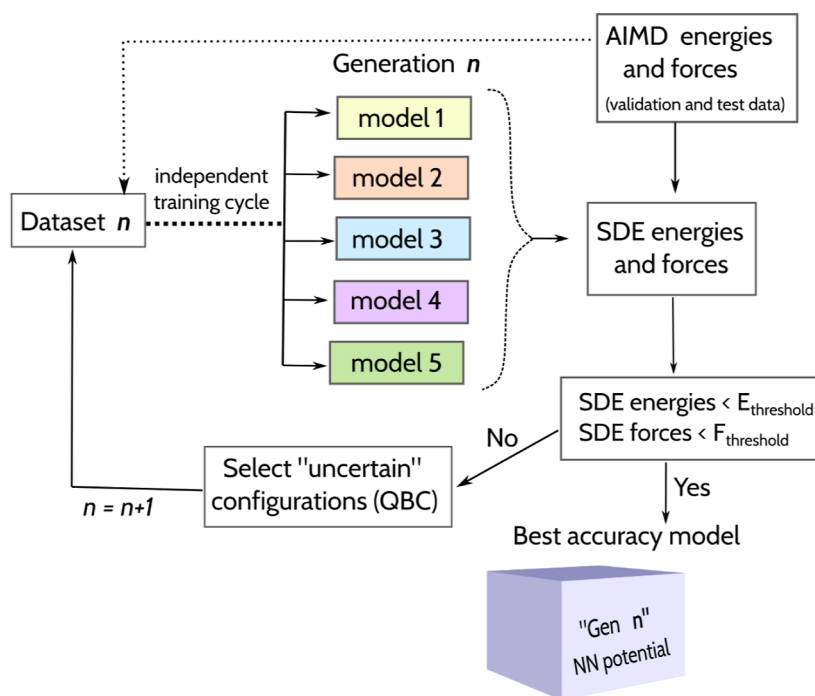 AIMD energies
and forces
(validation and test data)
Generation n
model 1
model 2
model 3
model 4
model 5
independent
training cycle
Dataset n
SDE energies
and forces
SDE energies < E_threshold
SDE forces < F_threshold
No
Yes
Select "uncertain"
configurations (QBC)
n = n+1
Best accuracy model
"Gen n"
NN potential